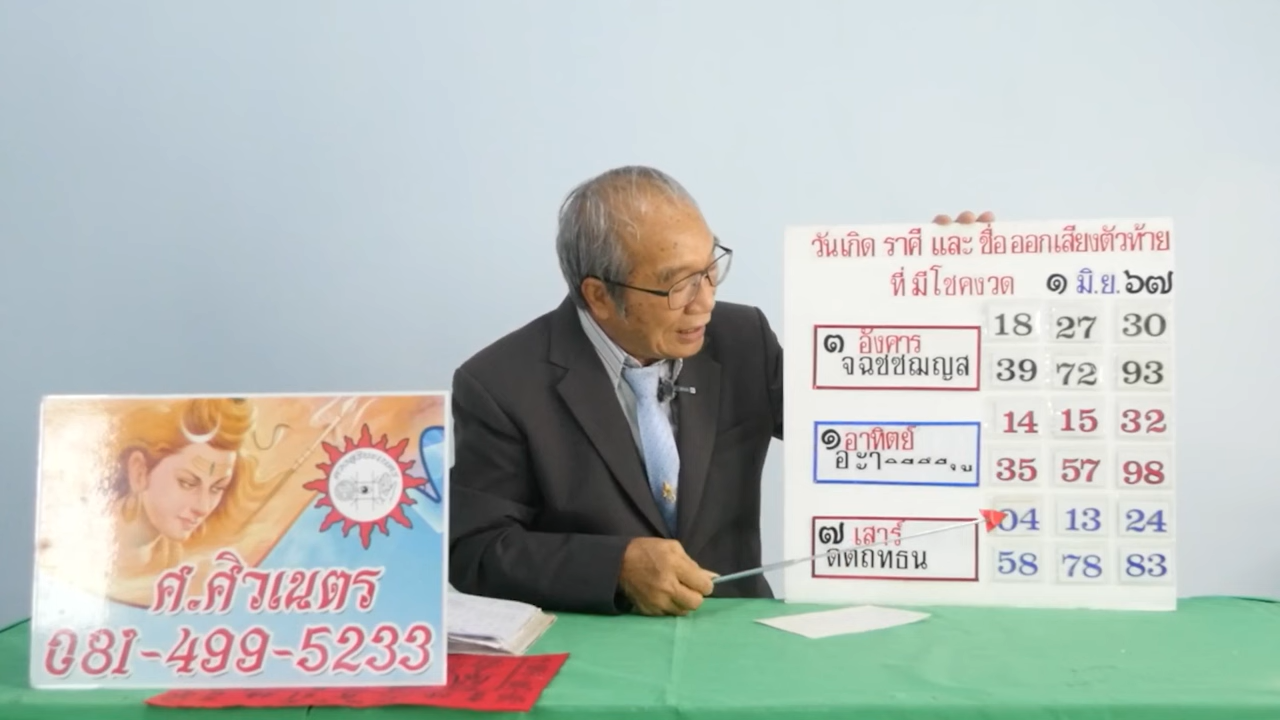 วันเกิด ราศี และ ชื่อ ออกเสียงตัวท้าย
ที่ มีโชคงวด ๑ มิ.ย. ๖๗
๓ อังคาร
จฉชซฌญส
18 27 30
39 72 93
๑ อาทิตย์
14 15 32
35 57 98
๗ เสาร์
ดตถทธน
04 13 24
58 78 83
ศ.ศิวเนตร
081-499-5233